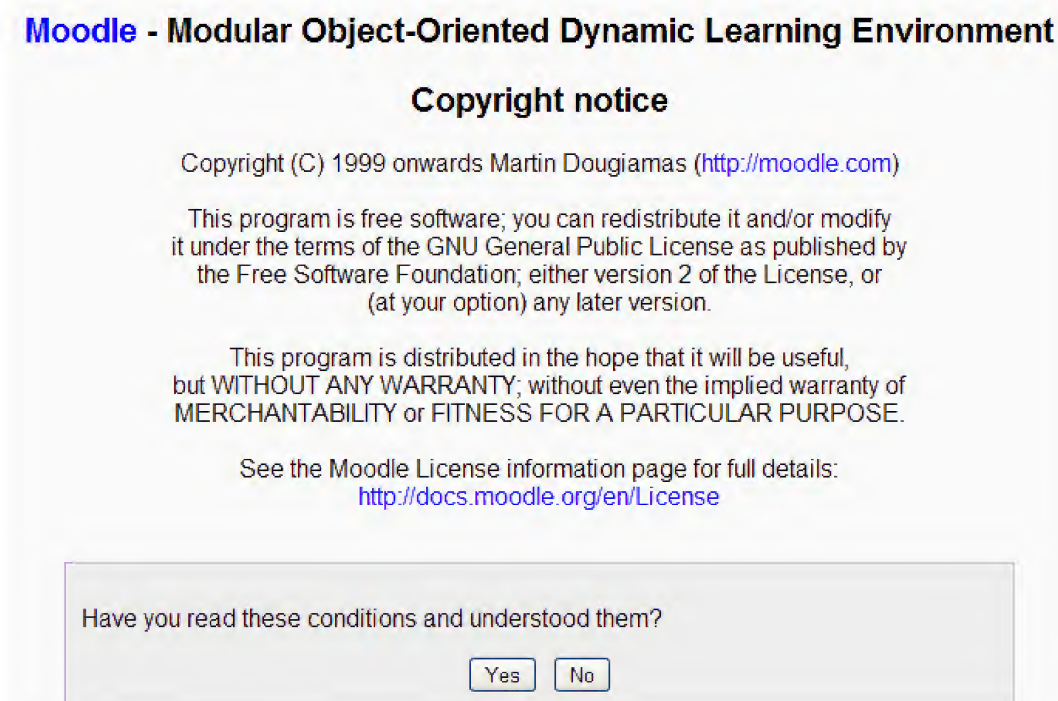 Moodle - Modular Object-Oriented Dynamic Learning Environment
Copyright notice
Copyright (C) 1999 onwards Martin Dougiamas (http://moodle.com)
This program is free software; you can redistribute it and/or modify
it under the terms of the GNU General Public License as published by
the Free Software Foundation; either version 2 of the License, or
(at your option) any later version.
This program is distributed in the hope that it will be useful,
but WITHOUT ANY WARRANTY; without even the implied warranty of
MERCHANTABILITY or FITNESS FOR A PARTICULAR PURPOSE.
See the Moodle License information page for full details:
http://docs.moodle.org/en/License
Have you read these conditions and understood them?
Yes No